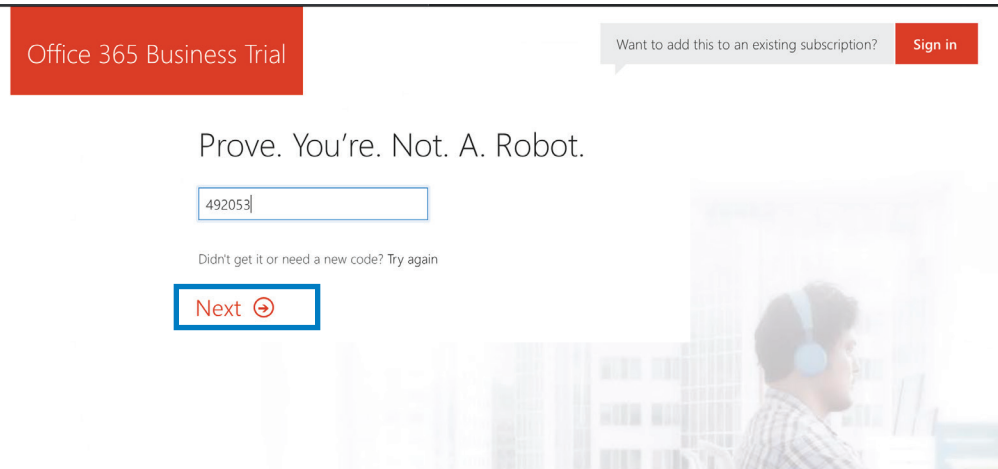 Office 365 Business Trial
Want to add this to an existing subscription?
Sign in
Prove. You're. Not. A. Robot.
492053
Didn't get it or need a new code? Try again
Next